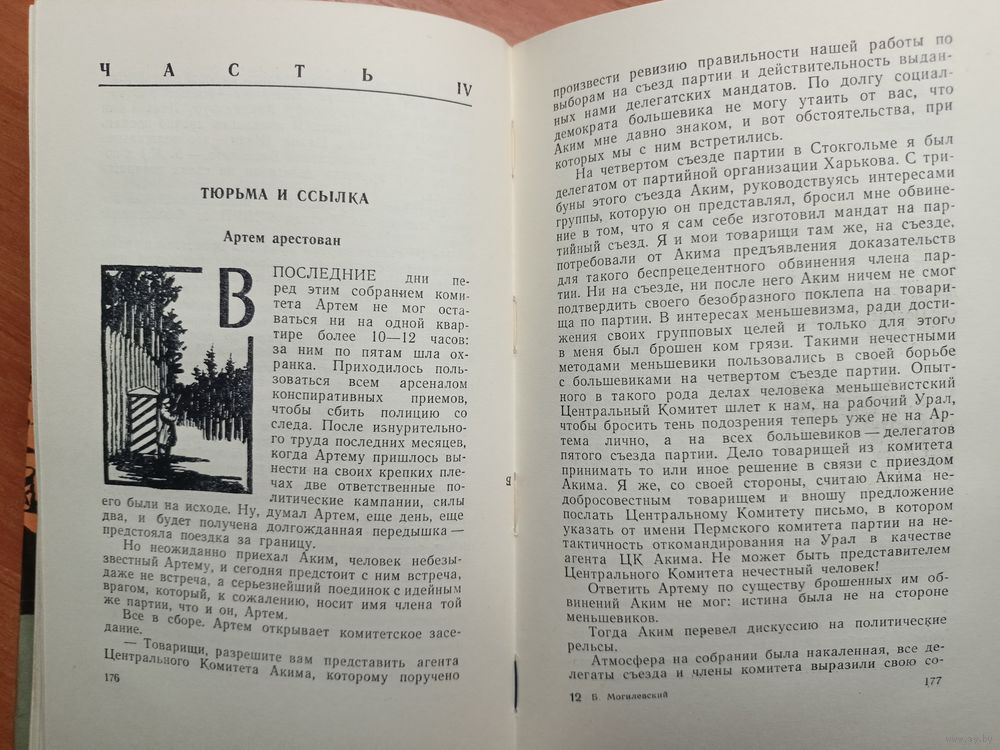 ЧАСТЬ IV
ТЮРЬМА И ССЫЛКА
Артем арестован
В ПОСЛЕДНИЕ дни пе-
ред этим собранием коми-
тета Артем не мог оста-
ваться ни на одной квар-
тире более 10—12 часов:
за ним по пятам шла ох-
ранка. Приходилось поль-
зоваться всем арсеналом
конспиративных приемов,
чтобы сбить полицию со
следа. После изнурительно-
го труда последних месяцев,
когда Артему пришлось вы-
нести на своих крепких пле-
чах две ответственные по-
литические кампании, силы
его были на исходе. Ну, думал Артем, еще день, еще
два, и будет получена долгожданная передышка —
предстояла поездка за границу.
Но неожиданно приехал Аким, человек небезы-
звестный Артему, и сегодня предстоит с ним встреча,
даже не встреча, а серьезнейший поединок с идейным
врагом, который, к сожалению, носит имя члена той
же партии, что и он, Артем.
Все в сборе. Артем открывает комитетское засе-
дание.
— Товарищи, разрешите вам представить агента
Центрального Комитета Акима, которому поручено
176
произвести ревизию правильности нашей работы по
выборам на съезд партии и действительность выдан-
ных нами делегатских мандатов. По долгу социал-
демократа большевика не могу утаить от вас, что
Аким мне давно знаком, и вот обстоятельства, при
которых мы с ним встретились.
На четвертом съезде партии в Стокгольме я был
делегатом от партийной организации Харькова. С три-
буны этого съезда Аким, руководствуясь интересами
группы, которую он представлял, бросил мне обвине-
ние в том, что я сам себе изготовил мандат на пар-
тийный съезд. Я и мои товарищи там же, на съезде,
потребовали от Акима предъявления доказательств
для такого беспрецедентного обвинения члена пар-
тии. Ни на съезде, ни после него Аким ничем не смог
подтвердить своего безобразного поклепа на товари-
ща по партии. В интересах меньшевизма, ради дости-
жения своих групповых целей и только для этого
в меня был брошен ком грязи. Такими нечестными
методами меньшевики пользовались в своей борьбе
с большевиками на четвертом съезде партии. Опыт-
ного в такого рода делах человека меньшевистский
Центральный Комитет шлет к нам, на рабочий Урал,
чтобы бросить тень подозрения теперь уже не на Ар-
тема лично, а на всех большевиков — делегатов
пятого съезда партии. Дело товарищей из комитета
принимать то или иное решение в связи с приездом
Акима. Я же, со своей стороны, считаю Акима не-
добросовестным товарищем и вношу предложение
послать Центральному Комитету письмо, в котором
указать от имени Пермского комитета партии на не-
тактичность откомандирования на Урал в качестве
агента ЦК Акима. Не может быть представителем
Центрального Комитета нечестный человек!
Ответить Артему по существу брошенных им об-
винений Аким не мог: истина была не на стороне
меньшевиков.
Тогда Аким перевел дискуссию на политические
рельсы.
Атмосфера на собрании была накаленная, все де-
легаты съезда и члены комитета выразили свою со-
12 Б. Могилевский
177
www.ay.by